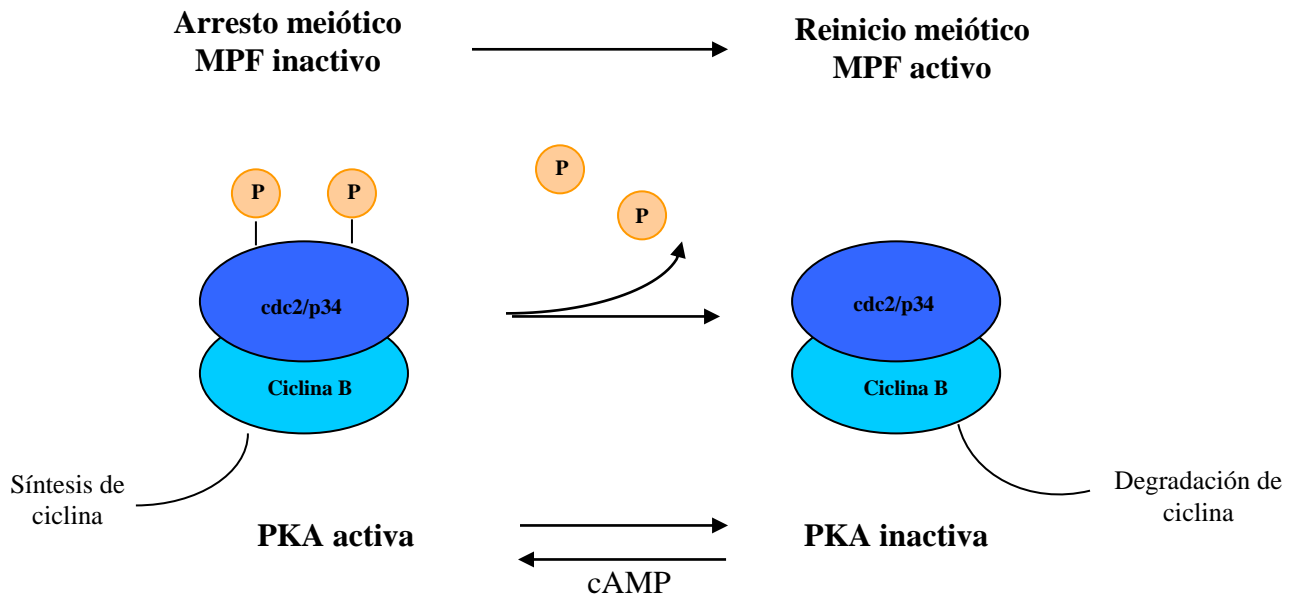 Arresto meiótico
MPF inactivo
Reinicio meiótico
MPF activo
P
P
P
P
cdc2/p34
Ciclina B
cdc2/p34
Ciclina B
Síntesis de
ciclina
Degradación de
ciclina
PKA activa
PKA inactiva
cAMP